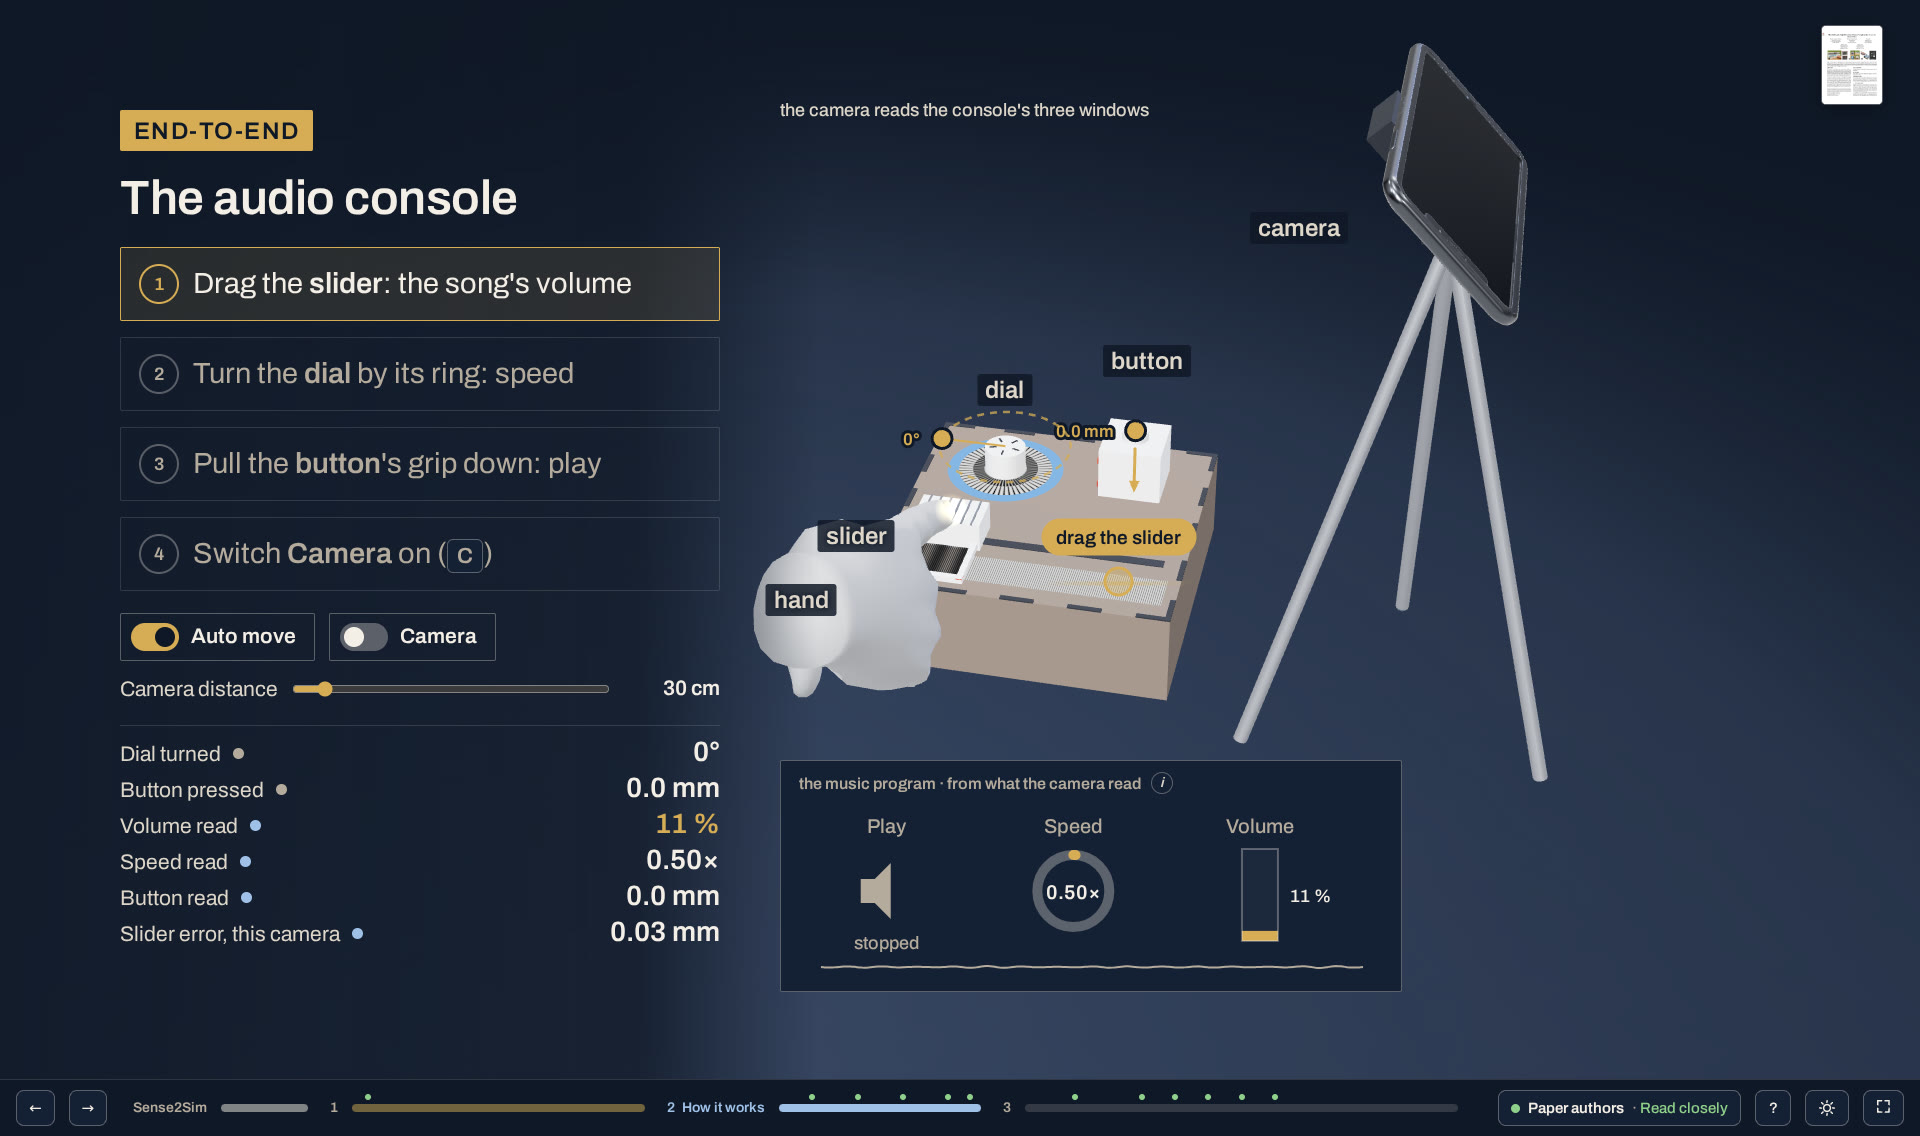 END-TO-END
The audio console
1 Drag the slider: the song's volume
2 Turn the dial by its ring: speed
3 Pull the button's grip down: play
4 Switch Camera on (C)
Auto move
Camera
Camera distance 30 cm
Dial turned 0°
Button pressed 0.0 mm
Volume read 11 %
Speed read 0.50×
Button read 0.0 mm
Slider error, this camera 0.03 mm
the camera reads the console's three windows
camera
button
dial
0°
0.0 mm
slider
drag the slider
hand
the music program · from what the camera read i
Play Speed Volume
0.50×
11 %
stopped
← → Sense2Sim 1 2 How it works 3 Paper authors · Read closely ?